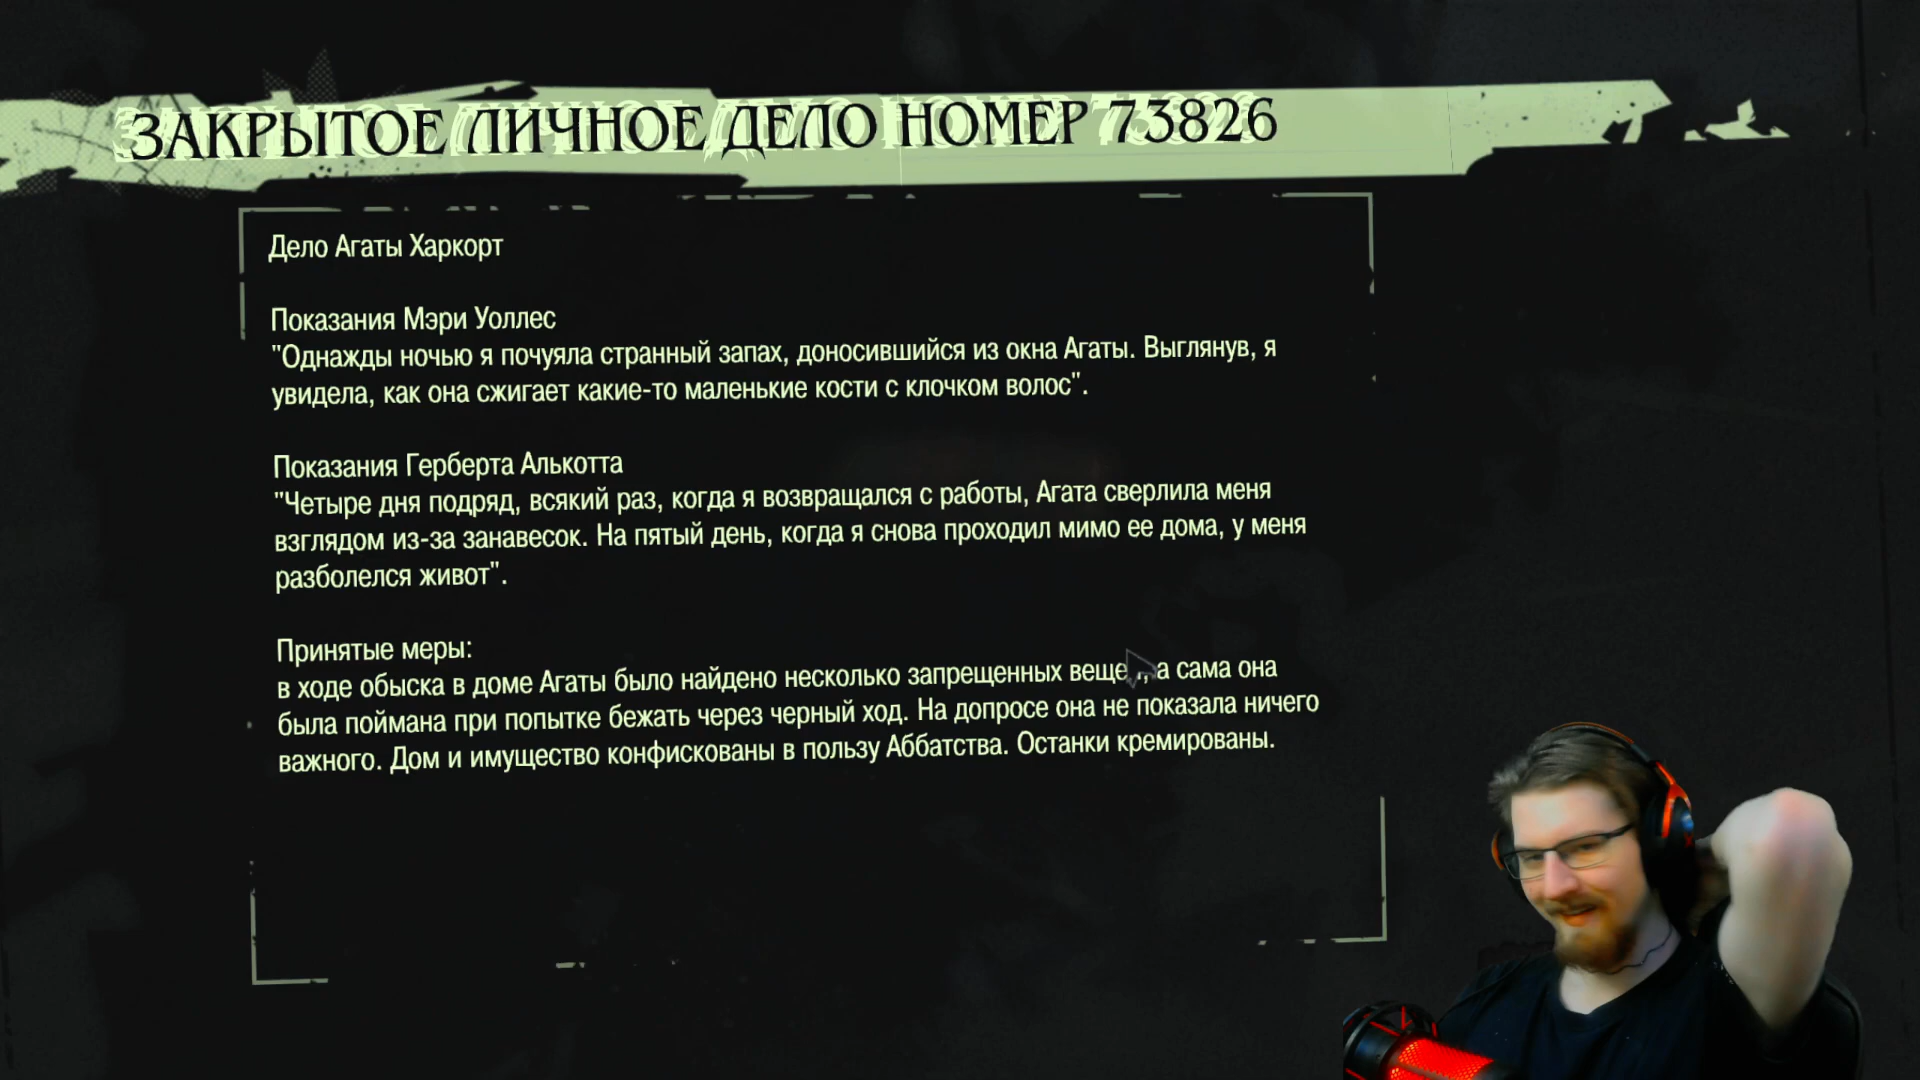 ЗАКРЫТОЕ ЛИЧНОЕ ДЕЛО НОМЕР 73826
Дело Агаты Харкорт
Показания Мэри Уоллес
"Однажды ночью я почуяла странный запах, доносившийся из окна Агаты. Выглянув, я
увидела, как она сжигает какие-то маленькие кости с клочком волос".
Показания Герберта Алькотта
"Четыре дня подряд, всякий раз, когда я возвращался с работы, Агата сверлила меня
взглядом из-за занавесок. На пятый день, когда я снова проходил мимо ее дома, у меня
разболелся живот".
Принятые меры:
в ходе обыска в доме Агаты было найдено несколько запрещенных вещей, а сама она
была поймана при попытке бежать через черный ход. На допросе она не показала ничего
важного. Дом и имущество конфискованы в пользу Аббатства. Останки кремированы.